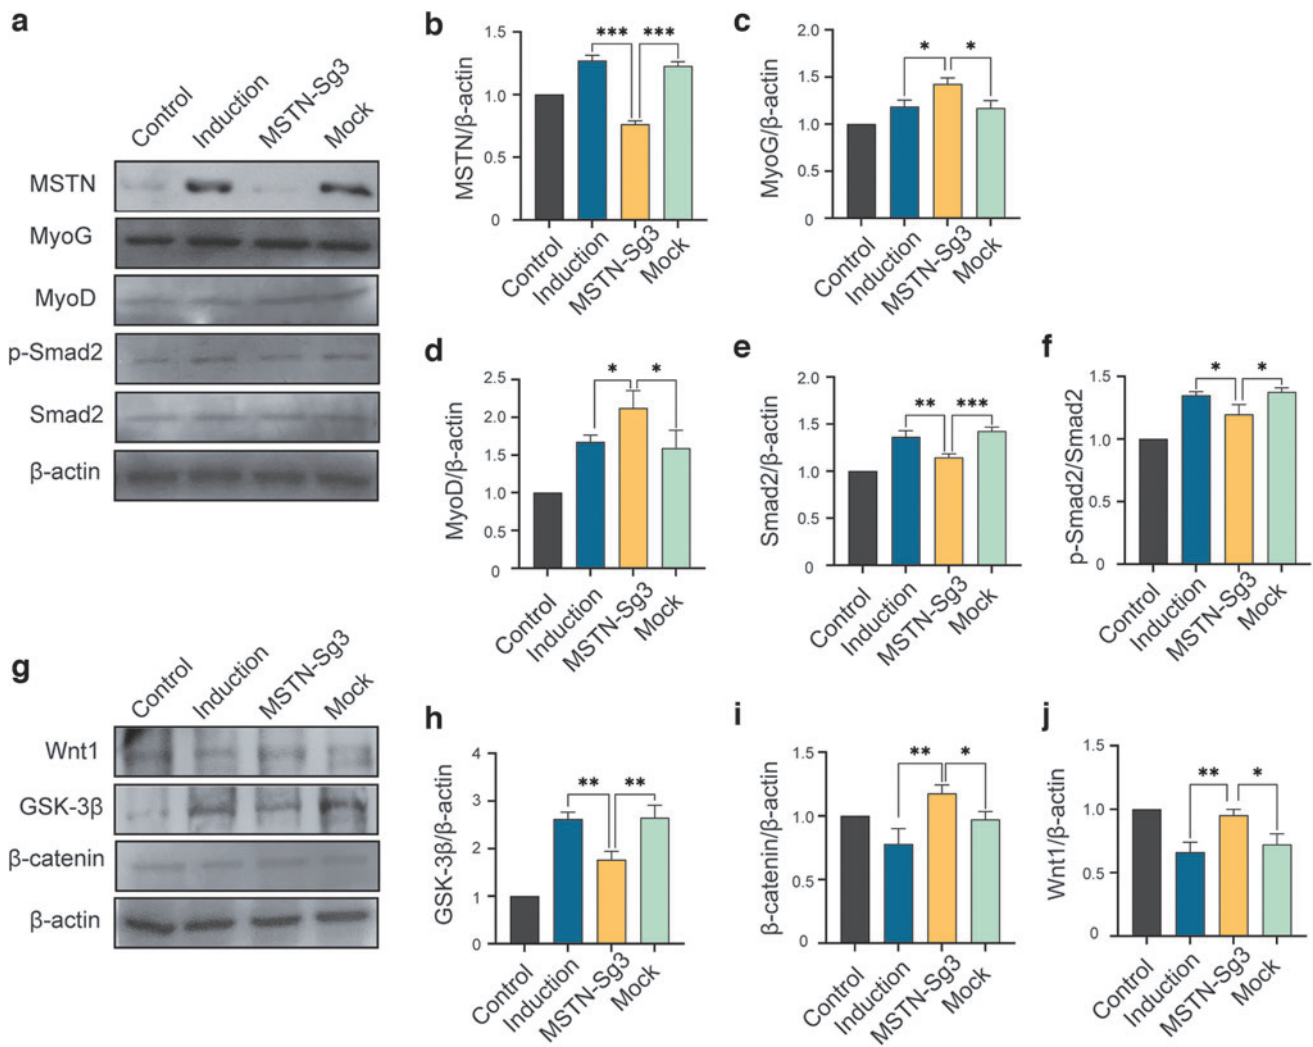 a
Control Induction MSTN-Sg3 Mock
MSTN
MyoG
MyoD
p-Smad2
Smad2
β-actin
b
MSTN/β-actin
1.5
1.0
0.5
0
*** ***
Control Induction MSTN-Sg3 Mock
c
MyoG/β-actin
2.0
1.5
1.0
0.5
0
* *
Control Induction MSTN-Sg3 Mock
d
MyoD/β-actin
2.5
2.0
1.5
1.0
0.5
0
* *
Control Induction MSTN-Sg3 Mock
e
Smad2/β-actin
2.0
1.5
1.0
0.5
0
** ***
Control Induction MSTN-Sg3 Mock
f
p-Smad2/Smad2
1.5
1.0
0.5
0
* *
Control Induction MSTN-Sg3 Mock
g
Control Induction MSTN-Sg3 Mock
Wnt1
GSK-3β
β-catenin
β-actin
h
GSK-3β/β-actin
4
3
2
1
0
** **
Control Induction MSTN-Sg3 Mock
i
β-catenin/β-actin
1.5
1.0
0.5
0
** *
Control Induction MSTN-Sg3 Mock
j
Wnt1/β-actin
1.5
1.0
0.5
0
** *
Control Induction MSTN-Sg3 Mock